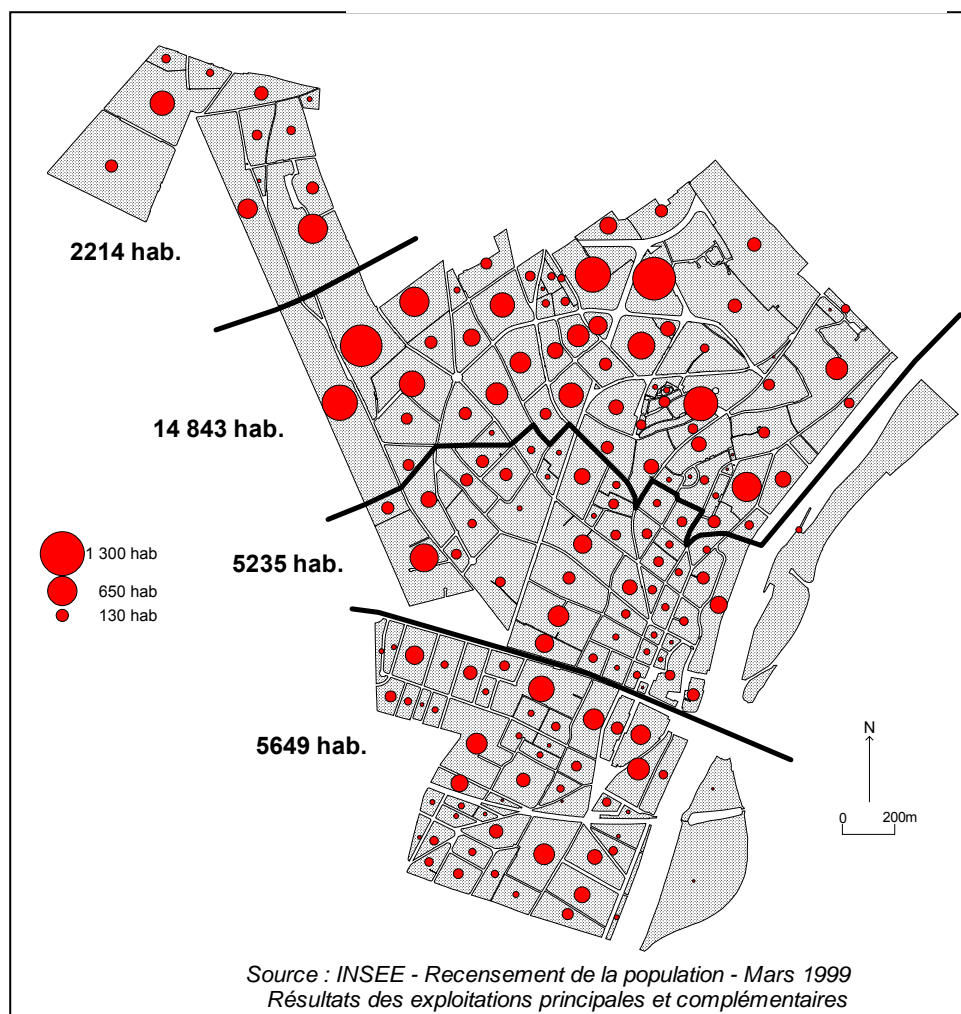 2214 hab.
14 843 hab.
1 300 hab
650 hab
130 hab
5235 hab.
5649 hab.
N
0 200m
Source : INSEE - Recensement de la population - Mars 1999
Résultats des exploitations principales et complémentaires